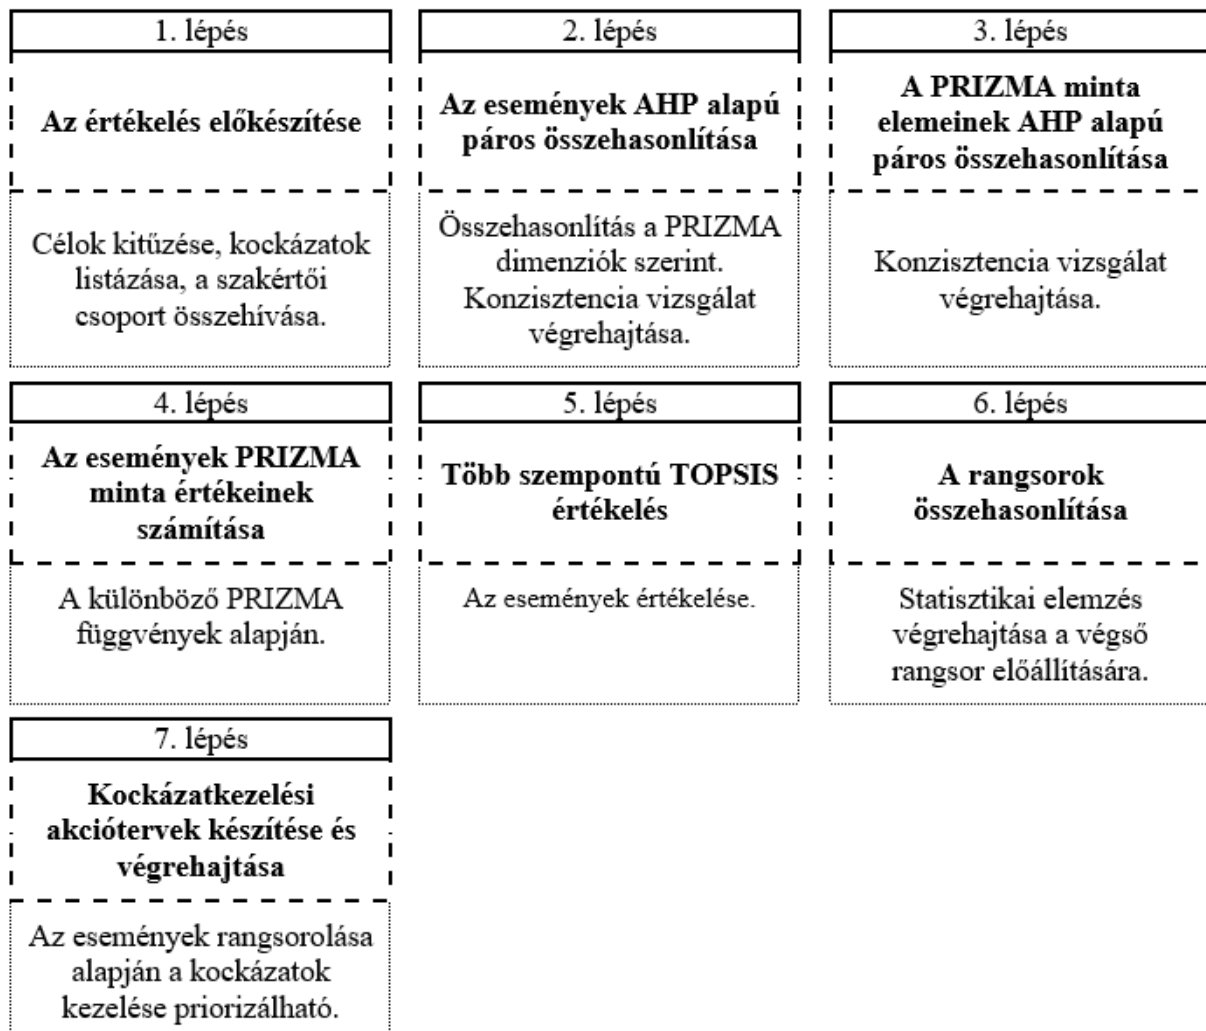 1. lépés
Az értékelés előkészítése
Célok kitűzése, kockázatok
listázása, a szakértői
csoport összehívása.
2. lépés
Az események AHP alapú
páros összehasonlítása
Összehasonlítás a PRIZMA
dimenziók szerint.
Konzisztencia vizsgálat
végrehajtása.
3. lépés
A PRIZMA minta
elemeinek AHP alapú
páros összehasonlítása
Konzisztencia vizsgálat
végrehajtása.
4. lépés
Az események PRIZMA
minta értékeinek
számítása
A különböző PRIZMA
függvények alapján.
5. lépés
Több szempontú TOPSIS
értékelés
Az események értékelése.
6. lépés
A rangsorok
összehasonlítása
Statisztikai elemzés
végrehajtása a végső
rangsor előállítására.
7. lépés
Kockázatkezelési
akciótervek készítése és
végrehajtása
Az események rangsorolása
alapján a kockázatok
kezelése priorizálható.